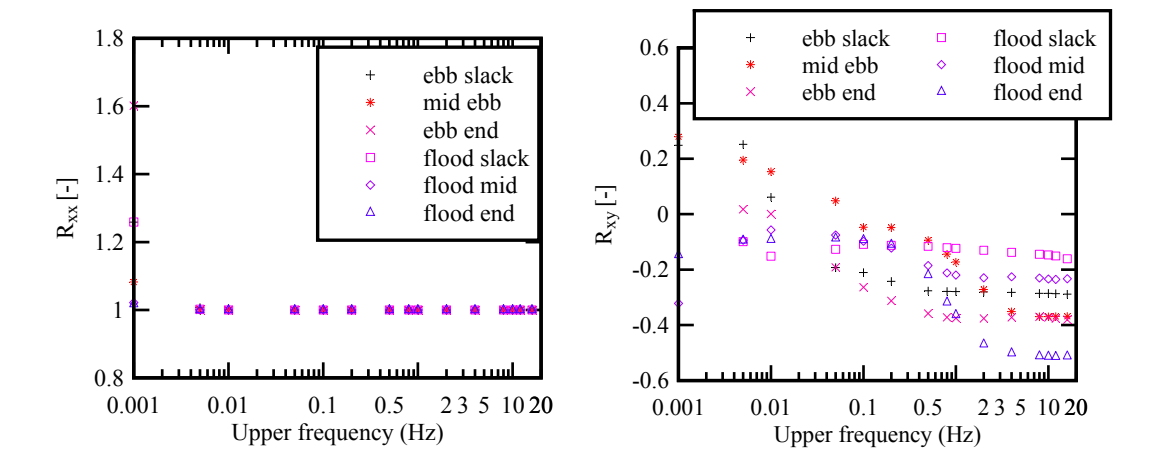 1.8
1.6
1.4
1.2
1
0.8
R_xx [-]
ebb slack
mid ebb
ebb end
flood slack
flood mid
flood end
0.001 0.01 0.1 0.5 2 3 5 10 20
Upper frequency (Hz)
ebb slack flood slack
mid ebb flood mid
ebb end flood end
0.6
0.4
0.2
0
-0.2
-0.4
-0.6
R_xy [-]
0.001 0.01 0.1 0.5 2 3 5 10 20
Upper frequency (Hz)